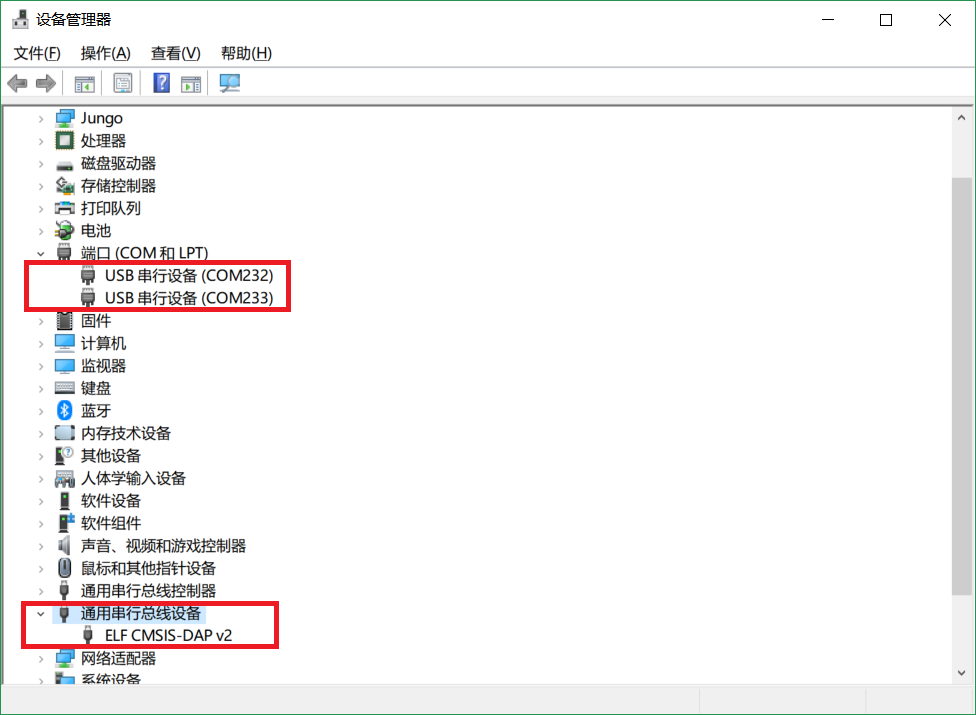 设备管理器
文件(F) 操作(A) 查看(V) 帮助(H)
Jungo
处理器
磁盘驱动器
存储控制器
打印队列
电池
端口 (COM 和 LPT)
USB 串行设备 (COM232)
USB 串行设备 (COM233)
固件
计算机
监视器
键盘
蓝牙
内存技术设备
其他设备
人体学输入设备
软件设备
软件组件
声音、视频和游戏控制器
鼠标和其他指针设备
通用串行总线控制器
通用串行总线设备
ELF CMSIS-DAP v2
网络适配器
系统设备